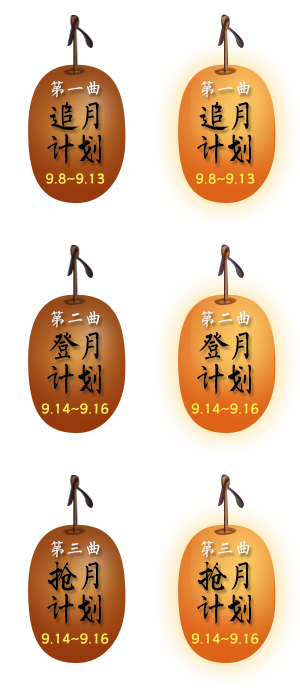 第一曲
追月
计划
9.8~9.13
第一曲
追月
计划
9.8~9.13
第二曲
登月
计划
9.14~9.16
第二曲
登月
计划
9.14~9.16
第三曲
抢月
计划
9.14~9.16
第三曲
抢月
计划
9.14~9.16